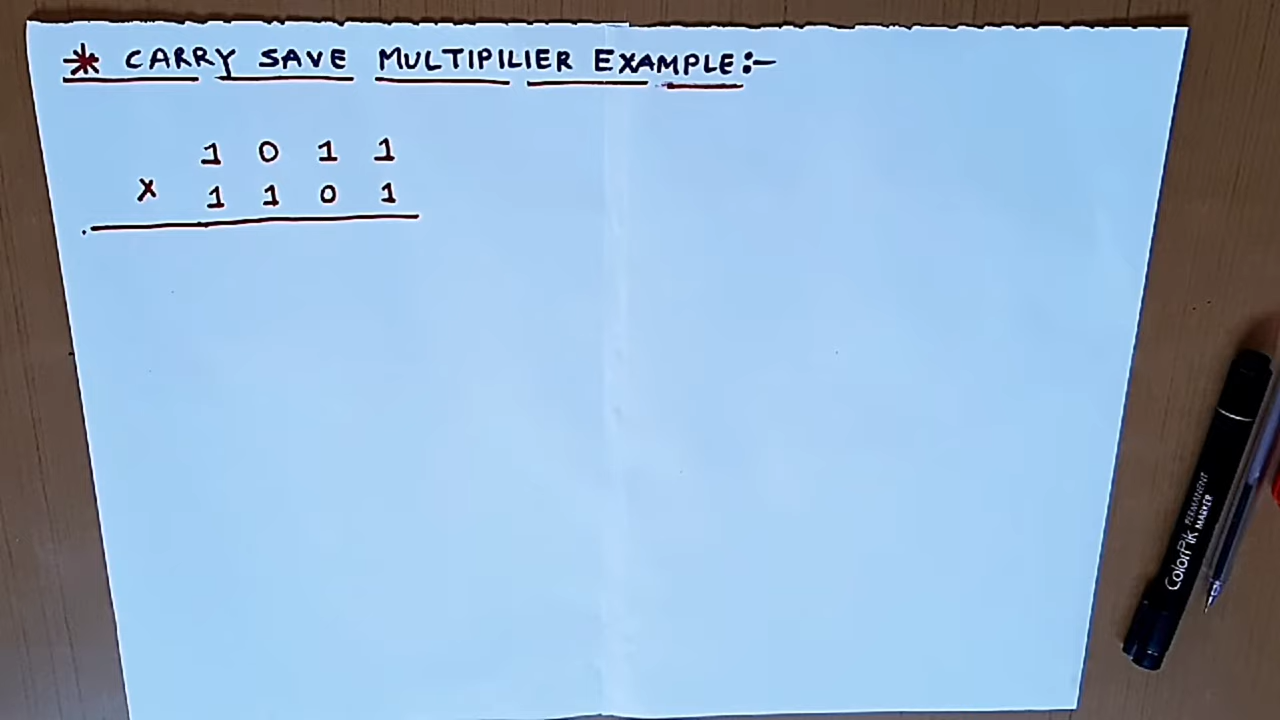 * CARRY SAVE MULTIPILIER EXAMPLE:-
1 0 1 1
x 1 1 0 1
ColorPik PERMANENT MARKER